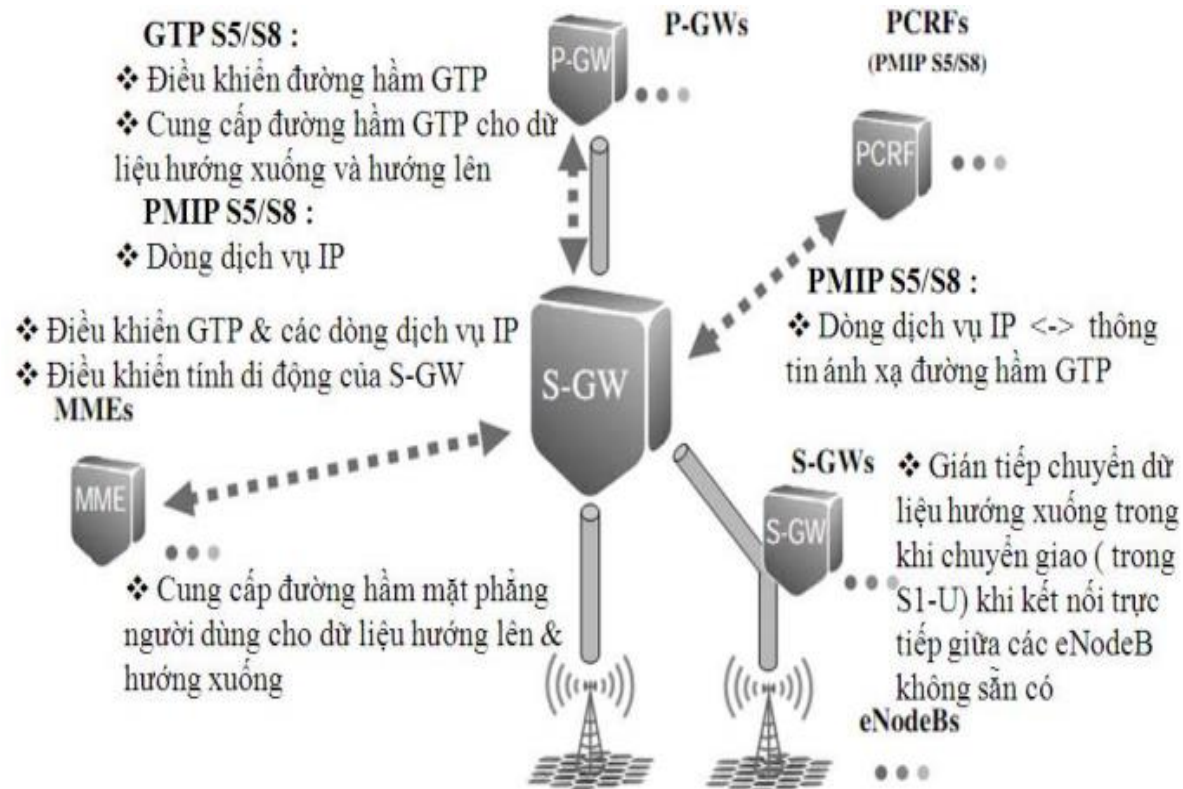 GTP S5/S8 :
❖ Điều khiển đường hầm GTP
❖ Cung cấp đường hầm GTP cho dữ
liệu hướng xuống và hướng lên
PMIP S5/S8 :
❖ Dòng dịch vụ IP
P-GW
P-GWs
PCRFs
(PMIP S5/S8)
PCRF
PMIP S5/S8 :
❖ Dòng dịch vụ IP <-> thông
tin ánh xạ đường hầm GTP
❖ Điều khiển GTP & các dòng dịch vụ IP
❖ Điều khiển tính di động của S-GW
MMEs
MME
S-GW
❖ Cung cấp đường hầm mặt phẳng
người dùng cho dữ liệu hướng lên &
hướng xuống
S-GWs
S-GW
❖ Gián tiếp chuyển dữ
liệu hướng xuống trong
khi chuyển giao ( trong
S1-U) khi kết nối trực
tiếp giữa các eNodeB
không sẵn có
eNodeBs